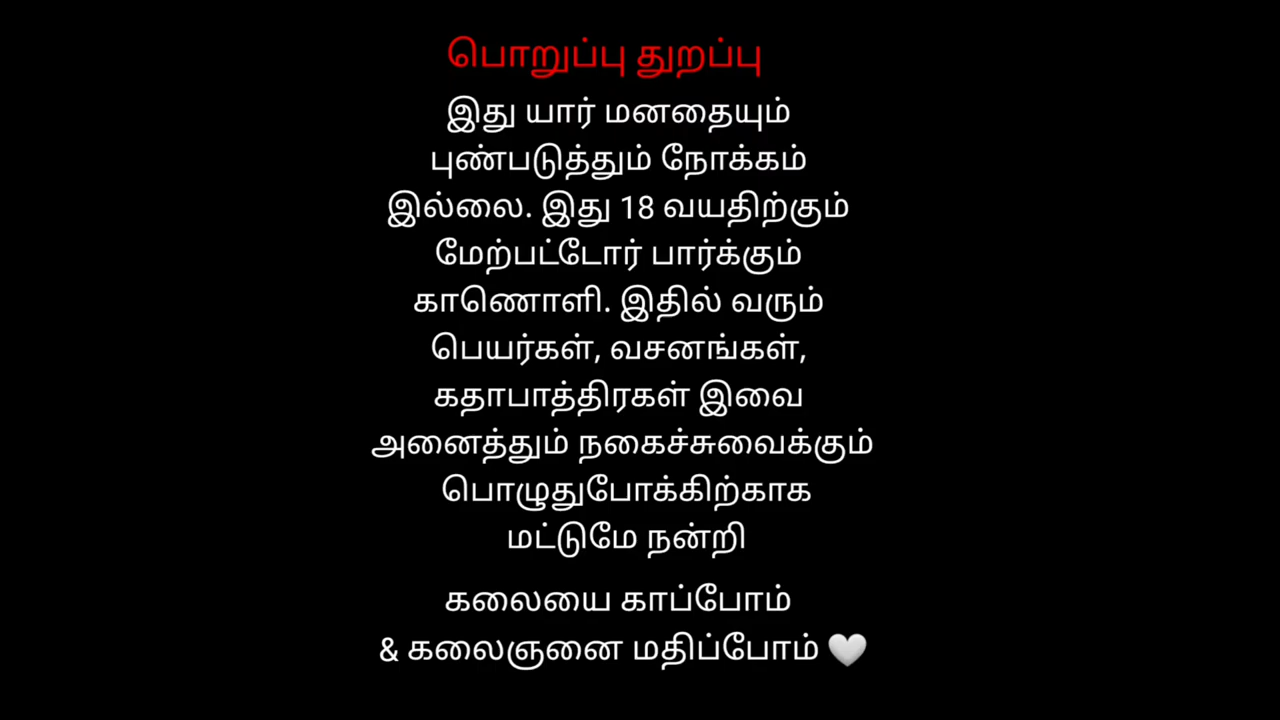 பொறுப்பு துறப்பு
இது யார் மனதையும்
புண்படுத்தும் நோக்கம்
இல்லை. இது 18 வயதிற்கும்
மேற்பட்டோர் பார்க்கும்
காணொளி. இதில் வரும்
பெயர்கள், வசனங்கள்,
கதாபாத்திரகள் இவை
அனைத்தும் நகைச்சுவைக்கும்
பொழுதுபோக்கிற்காக
மட்டுமே நன்றி
கலையை காப்போம்
& கலைஞனை மதிப்போம் 🤍